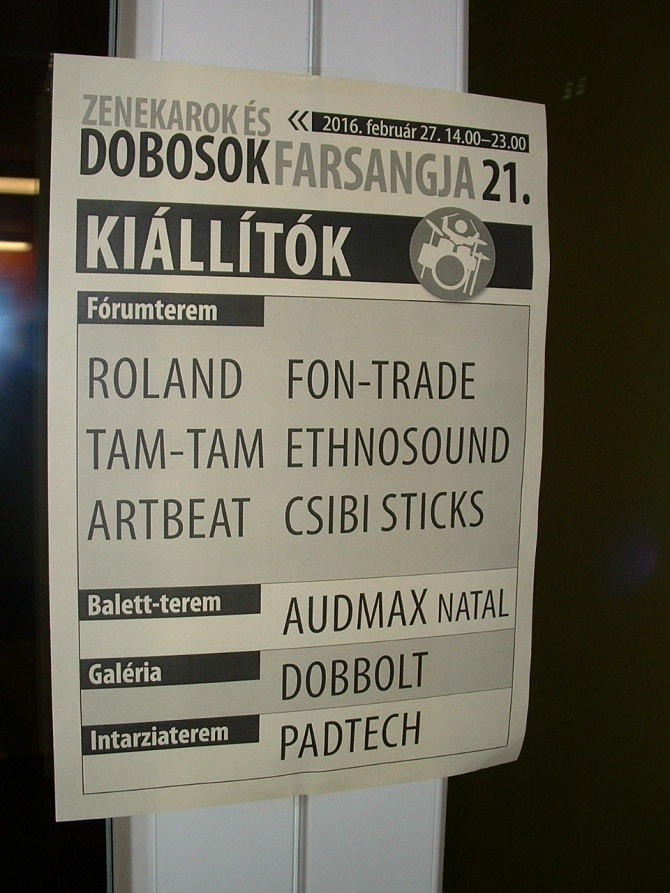 ZENEKAROK ÉS
2016. február 27. 14.00–23.00
DOBOSOK FARSANGJA 21.
KIÁLLÍTÓK
Fórumterem
ROLAND FON-TRADE
TAM-TAM ETHNOSOUND
ARTBEAT CSIBI STICKS
Balett-terem AUDMAX NATAL
Galéria DOBBOLT
Intarziaterem PADTECH